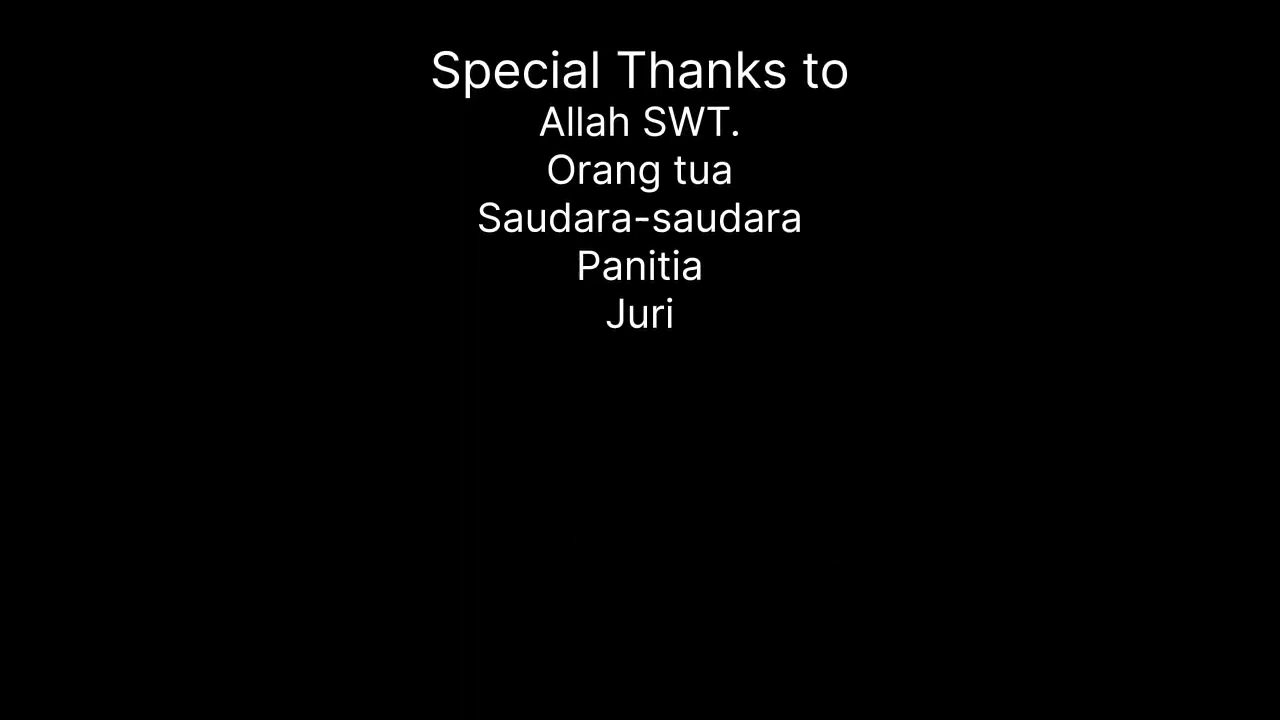 Special Thanks to
Allah SWT.
Orang tua
Saudara-saudara
Panitia
Juri